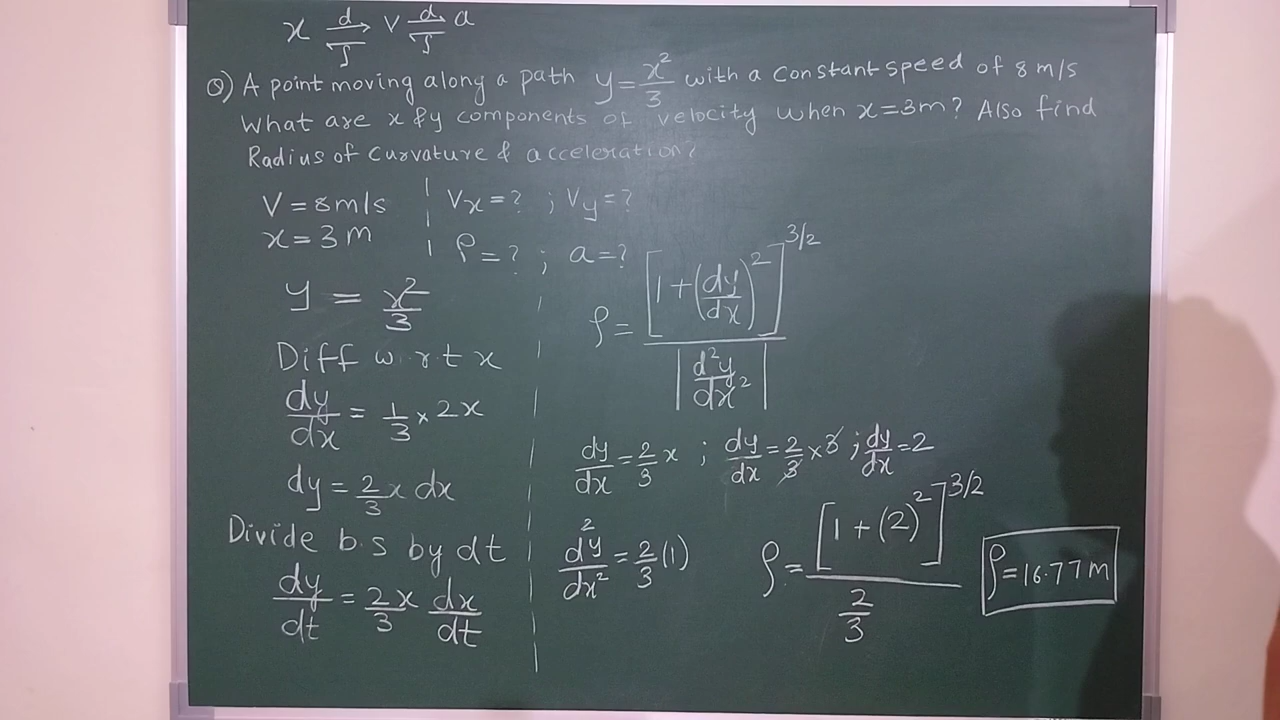 x d/∫ → v d/∫ → a
Q) A point moving along a path y = x²/3 with a constant speed of 8 m/s
What are x & y components of velocity when x = 3m? Also find
Radius of curvature & acceleration?
V = 8m/s
x = 3 m
Vx = ? ; Vy = ?
ρ = ? ; a = ?
y = x²/3
Diff w.r.t x
dy/dx = 1/3 × 2x
dy = 2/3 x dx
Divide b.s by dt
dy/dt = 2/3 x dx/dt
ρ = [1 + (dy/dx)²]^3/2 / |d²y/dx²|
dy/dx = 2/3 x ; dy/dx = 2/3 × 3 ; dy/dx = 2
d²y/dx² = 2/3 (1)
ρ = [1 + (2)²]^3/2 / 2/3
ρ = 16.77 m